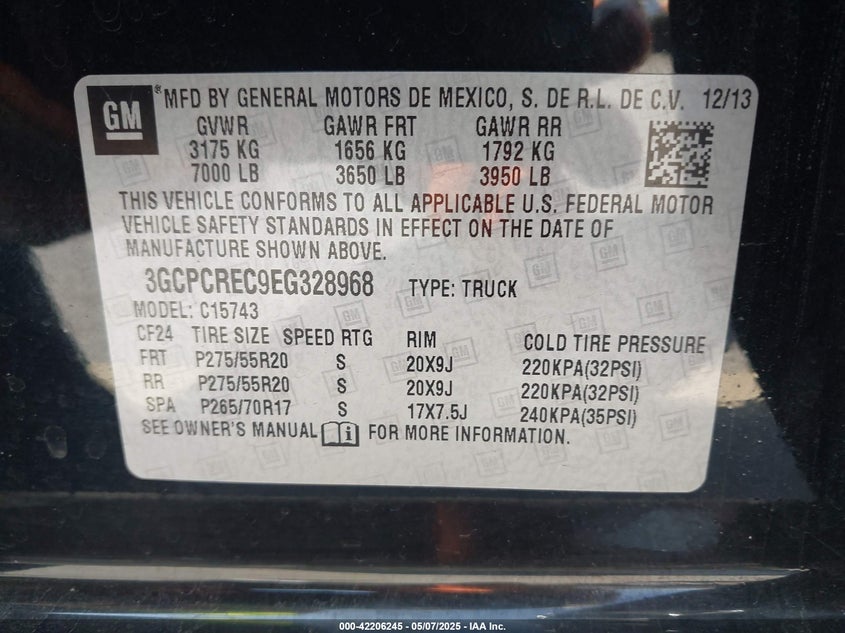 GM ® MFD BY GENERAL MOTORS DE MEXICO, S. DE R.L. DE C.V. 12/13
GVWR GAWR FRT GAWR RR
3175 KG 1656 KG 1792 KG
7000 LB 3650 LB 3950 LB
THIS VEHICLE CONFORMS TO ALL APPLICABLE U.S. FEDERAL MOTOR
VEHICLE SAFETY STANDARDS IN EFFECT ON THE DATE OF
MANUFACTURE SHOWN ABOVE.
3GCPCREC9EG328968 TYPE: TRUCK
MODEL: C15743
CF24 TIRE SIZE SPEED RTG RIM COLD TIRE PRESSURE
FRT P275/55R20 S 20X9J 220KPA(32PSI)
RR P275/55R20 S 20X9J 220KPA(32PSI)
SPA P265/70R17 S 17X7.5J 240KPA(35PSI)
SEE OWNER'S MANUAL i FOR MORE INFORMATION.
000-42206245 - 05/07/2025 - IAA Inc.